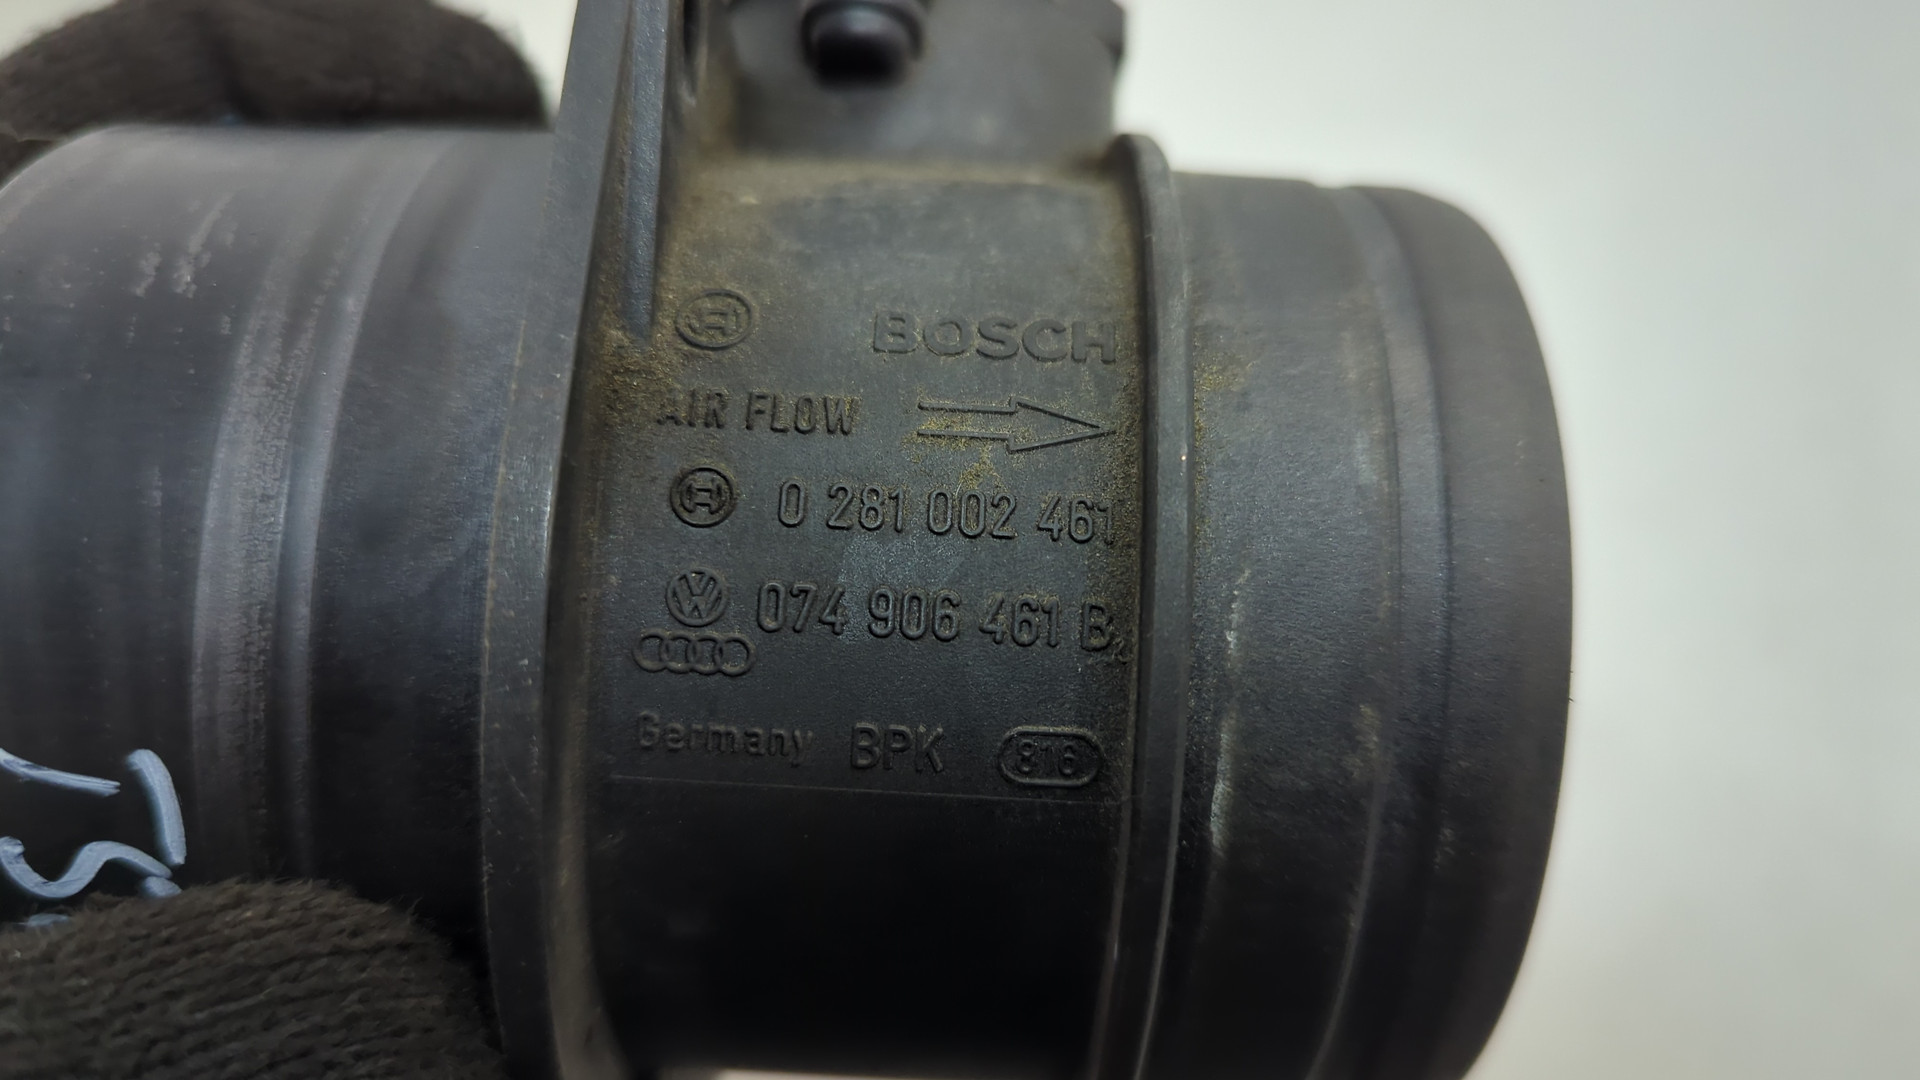 BOSCH
AIR FLOW
0 281 002 461
074 906 461 B
Germany BPK 816